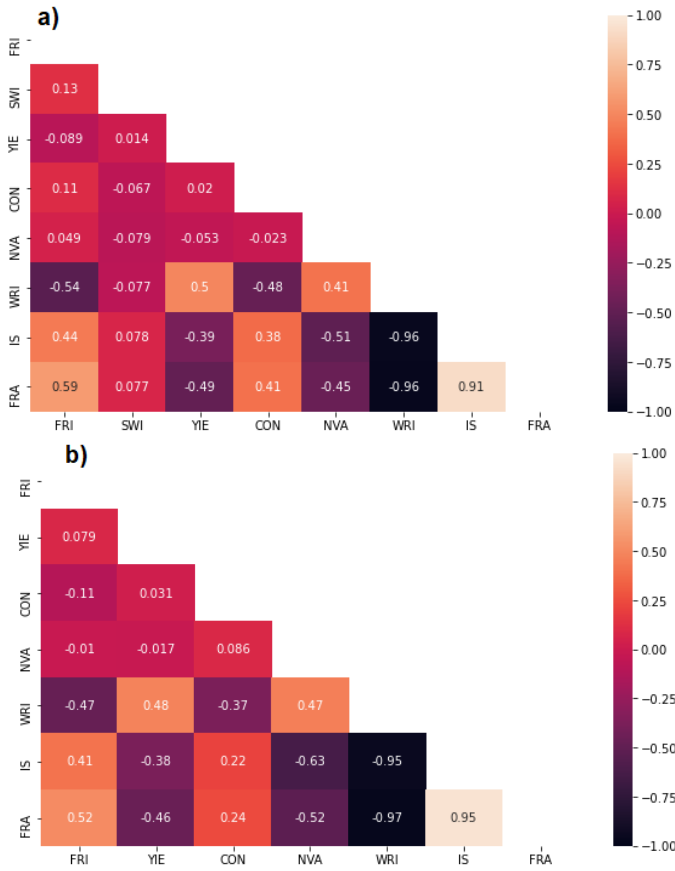 a)
FRI
SWI 0.13
YIE -0.089 0.014
CON 0.11 -0.067 0.02
NVA 0.049 -0.079 -0.053 -0.023
WRI -0.54 -0.077 0.5 -0.48 0.41
IS 0.44 0.078 -0.39 0.38 -0.51 -0.96
FRA 0.59 0.077 -0.49 0.41 -0.45 -0.96 0.91
FRI SWI YIE CON NVA WRI IS FRA
1.00
0.75
0.50
0.25
0.00
−0.25
−0.50
−0.75
−1.00
b)
FRI
YIE 0.079
CON -0.11 0.031
NVA -0.01 -0.017 0.086
WRI -0.47 0.48 -0.37 0.47
IS 0.41 -0.38 0.22 -0.63 -0.95
FRA 0.52 -0.46 0.24 -0.52 -0.97 0.95
FRI YIE CON NVA WRI IS FRA
1.00
0.75
0.50
0.25
0.00
−0.25
−0.50
−0.75
−1.00